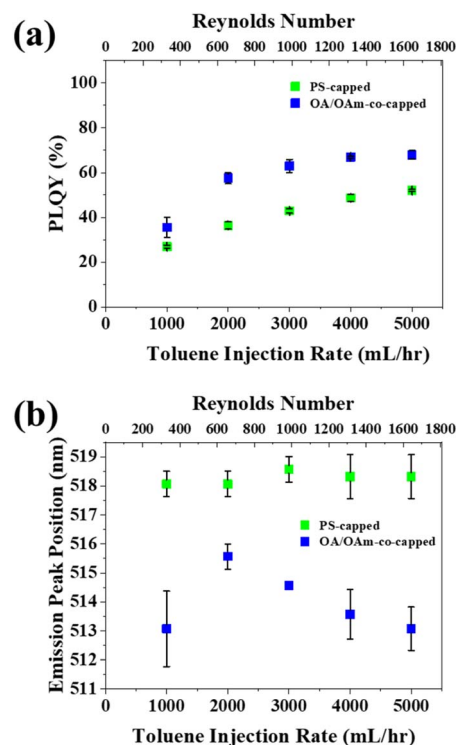 (a)
Reynolds Number
0 200 400 600 800 1000 1200 1400 1600 1800
PLQY (%)
100
80
60
40
20
0
PS-capped
OA/OAm-co-capped
0 1000 2000 3000 4000 5000
Toluene Injection Rate (mL/hr)
(b)
Reynolds Number
0 200 400 600 800 1000 1200 1400 1600 1800
Emission Peak Position (nm)
519
518
517
516
515
514
513
512
511
PS-capped
OA/OAm-co-capped
0 1000 2000 3000 4000 5000
Toluene Injection Rate (mL/hr)